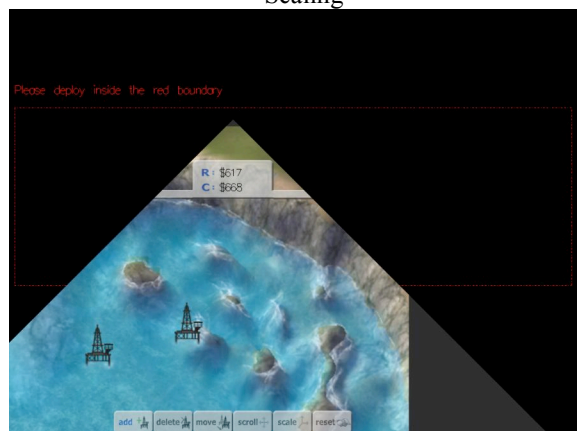 Scaling
Please deploy inside the red boundary
R: $617
C: $668
add delete move scroll scale reset